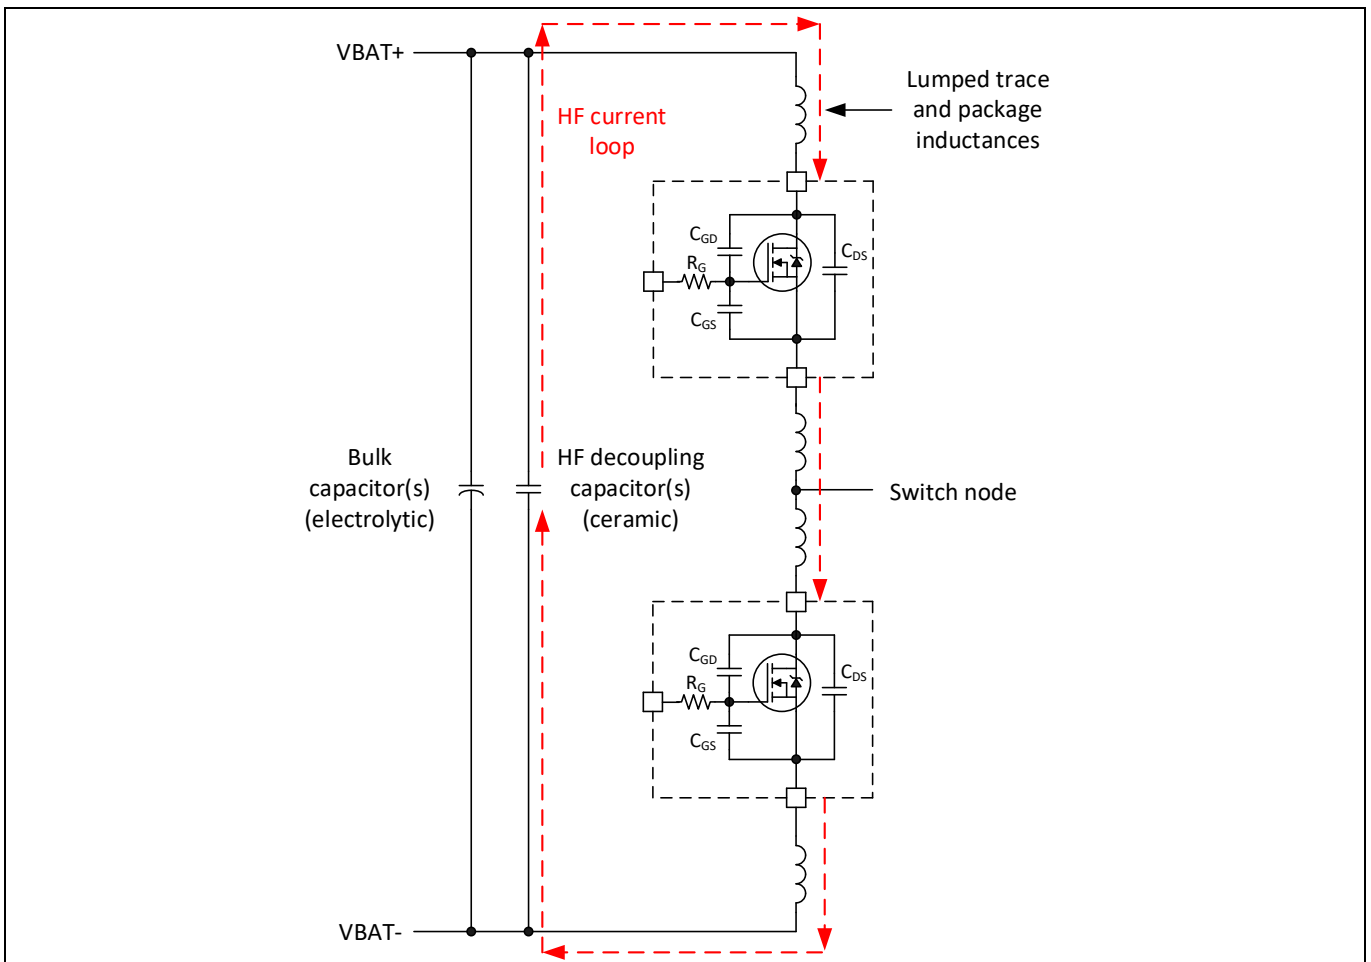 VBAT+
HF current
loop
Lumped trace
and package
inductances
CGD
RG
CGS
CDS
Bulk
capacitor(s)
(electrolytic)
HF decoupling
capacitor(s)
(ceramic)
Switch node
CGD
RG
CGS
CDS
VBAT-